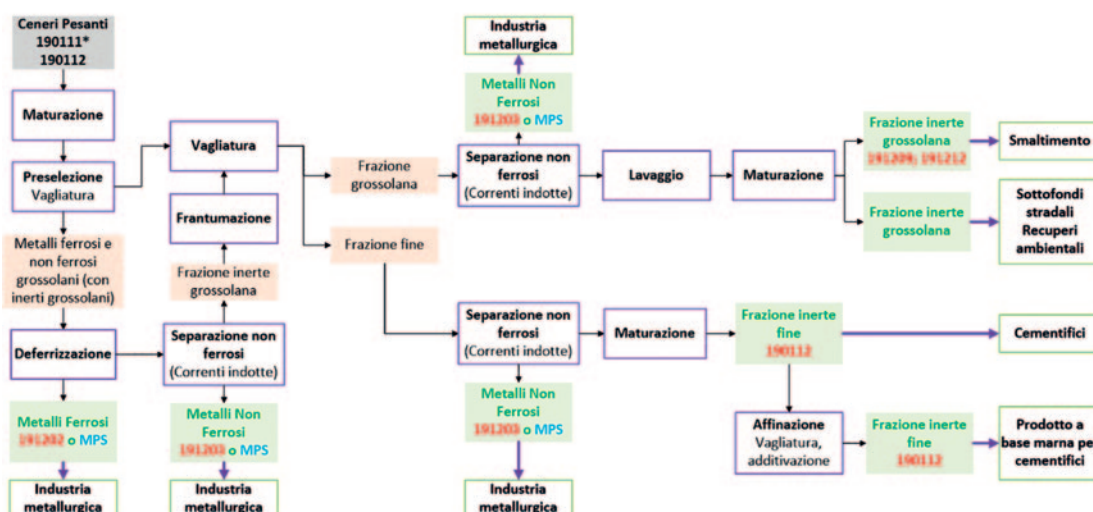 Ceneri Pesanti
190111*
190112
Maturazione
Preselezione
Vagliatura
Metalli ferrosi e
non ferrosi
grossolani (con
inerti grossolani)
Deferrizzazione
Metalli Ferrosi
191202 o MPS
Industria
metallurgica
Vagliatura
Frantumazione
Frazione inerte
grossolana
Separazione non
ferrosi
(Correnti indotte)
Metalli Non
Ferrosi
191203 o MPS
Industria
metallurgica
Frazione
grossolana
Frazione fine
Industria
metallurgica
Metalli Non
Ferrosi
191203 o MPS
Separazione non
ferrosi
(Correnti indotte)
Lavaggio
Maturazione
Frazione inerte
grossolana
191209; 191212
Smaltimento
Frazione inerte
grossolana
Sottofondi
stradali
Recuperi
ambientali
Separazione non
ferrosi
(Correnti indotte)
Metalli Non
Ferrosi
191203 o MPS
Industria
metallurgica
Maturazione
Frazione inerte
fine
190112
Cementifici
Affinazione
Vagliatura,
additivazione
Frazione inerte
fine
190112
Prodotto a
base marna pe
cementifici